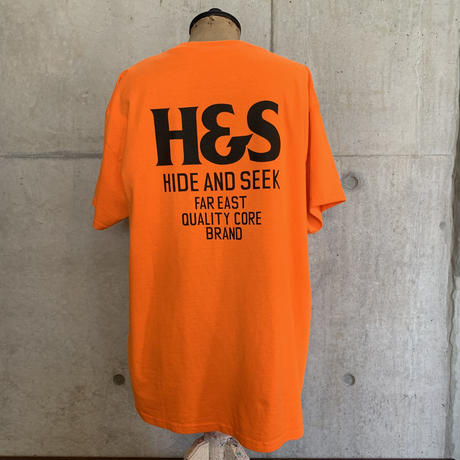 H&S
HIDE AND SEEK
FAR EAST
QUALITY CORE
BRAND